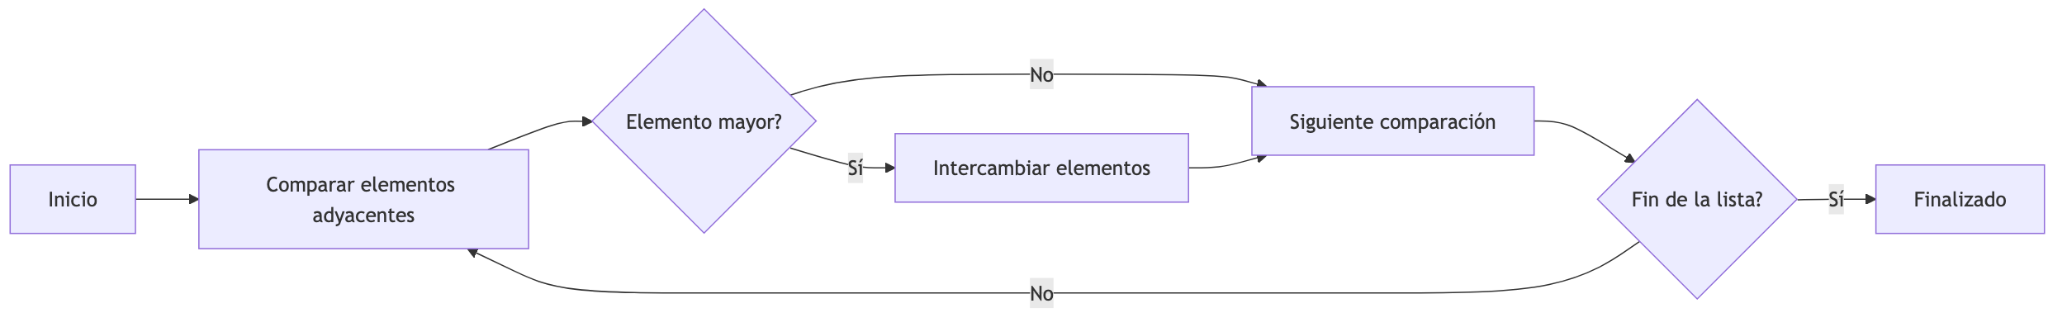 Inicio
Comparar elementos
adyacentes
Elemento mayor?
No
Sí
Intercambiar elementos
Siguiente comparación
Fin de la lista?
Sí
Finalizado
No